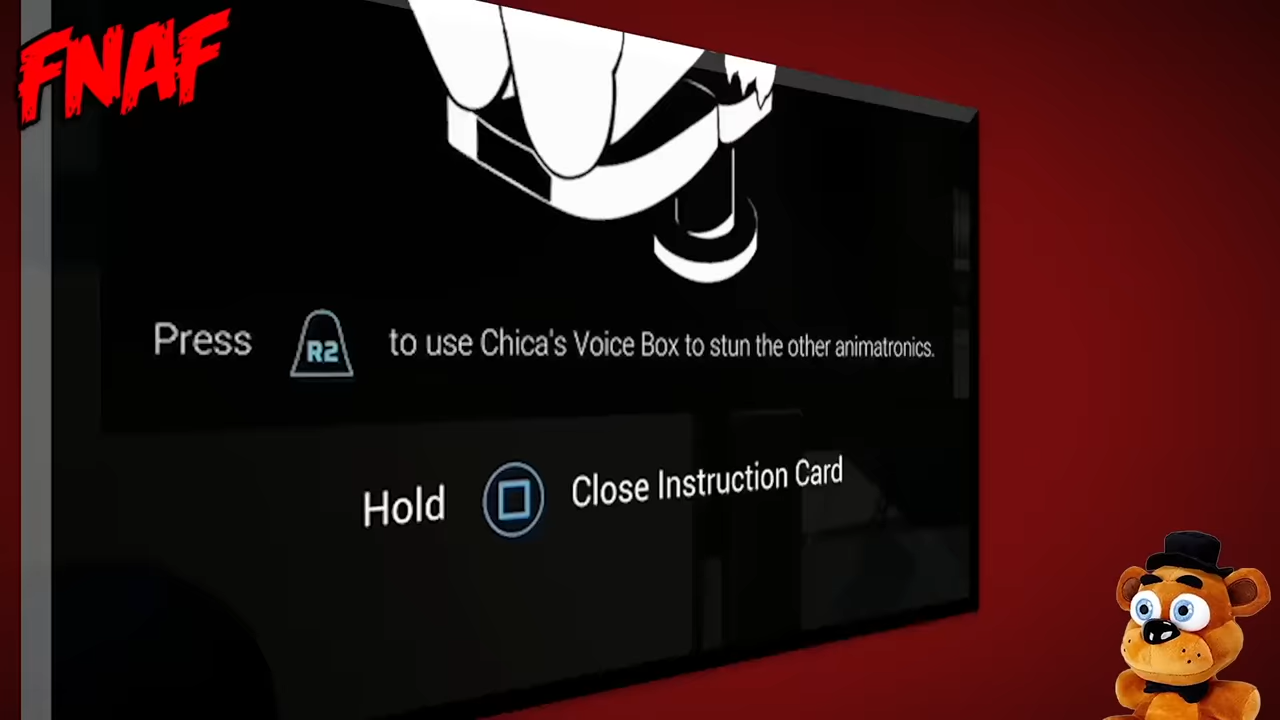 FNAF
Press R2 to use Chica's Voice Box to stun the other animatronics.
Hold Close Instruction Card